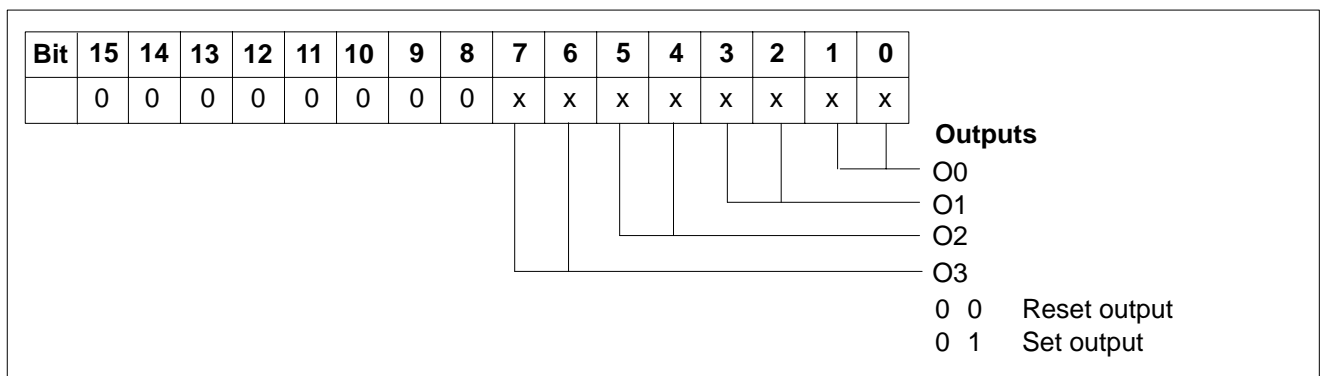 Bit 15 14 13 12 11 10 9 8 7 6 5 4 3 2 1 0
0 0 0 0 0 0 0 0 x x x x x x x x
Outputs
O0
O1
O2
O3
0 0 Reset output
0 1 Set output